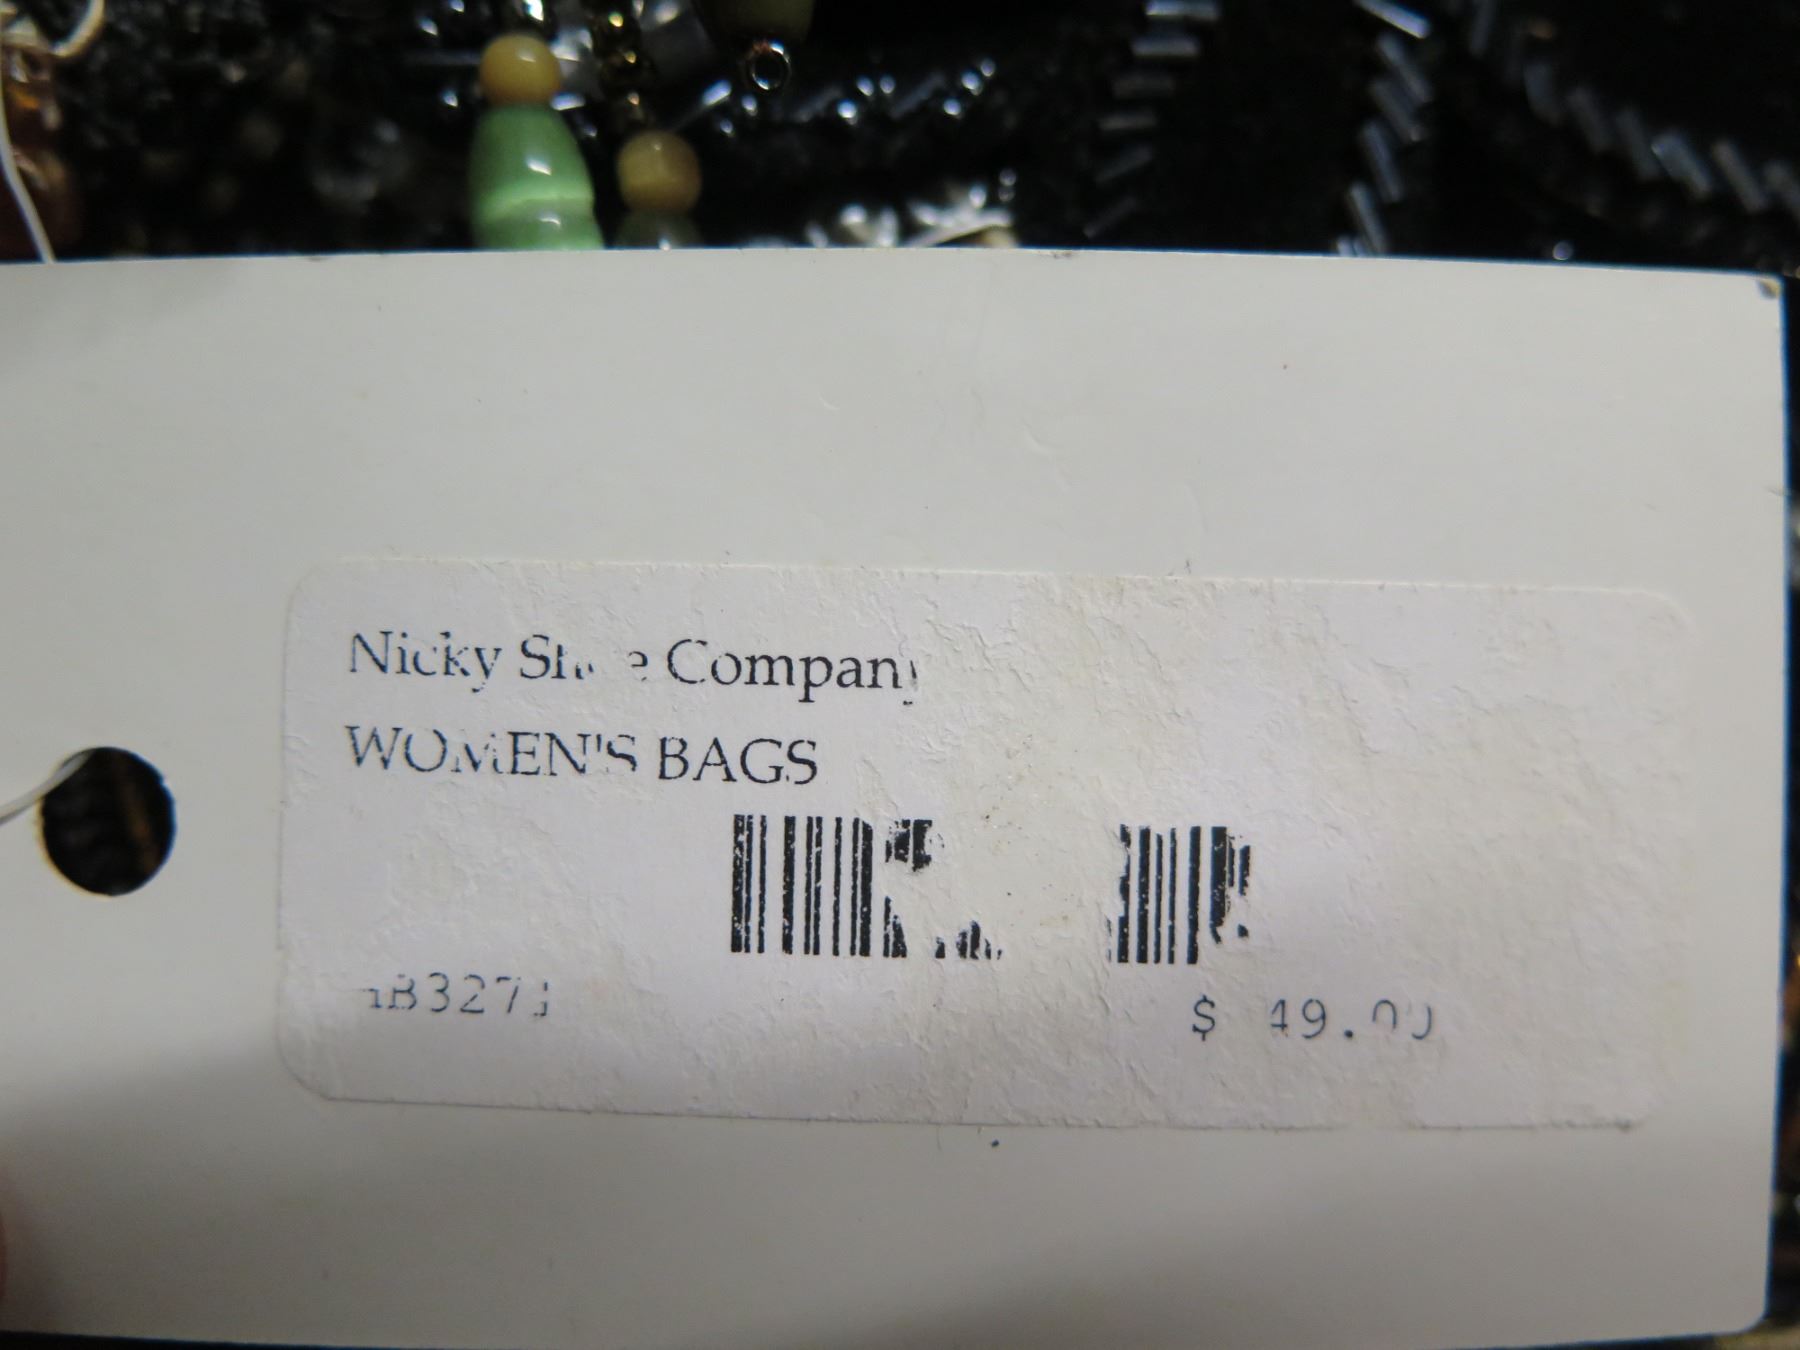 Nicky Company
WOMEN'S BAGS
$ 49.00